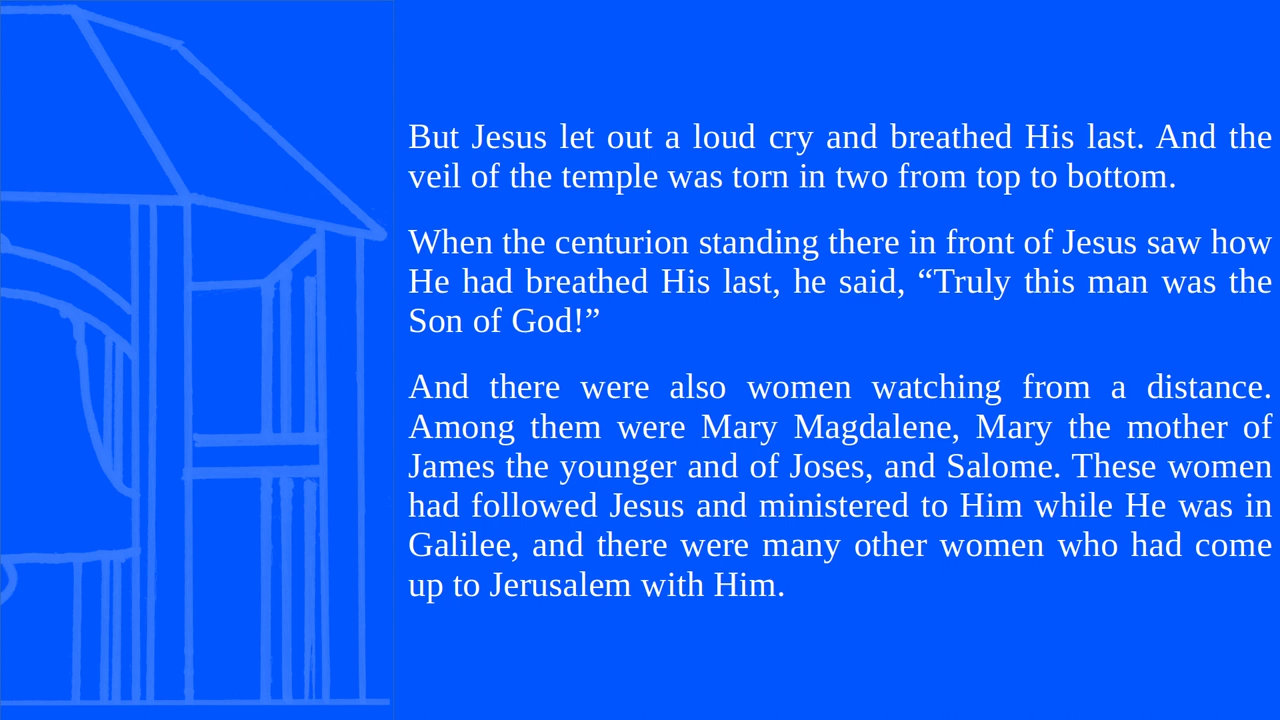 But Jesus let out a loud cry and breathed His last. And the
veil of the temple was torn in two from top to bottom.
When the centurion standing there in front of Jesus saw how
He had breathed His last, he said, “Truly this man was the
Son of God!”
And there were also women watching from a distance.
Among them were Mary Magdalene, Mary the mother of
James the younger and of Joses, and Salome. These women
had followed Jesus and ministered to Him while He was in
Galilee, and there were many other women who had come
up to Jerusalem with Him.